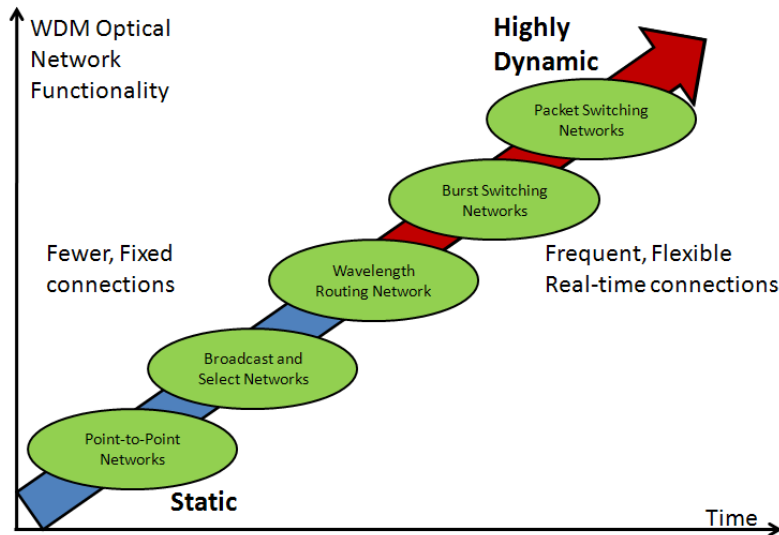 WDM Optical
Network
Functionality
Highly
Dynamic
Packet Switching
Networks
Burst Switching
Networks
Fewer, Fixed
connections
Wavelength
Routing Network
Frequent, Flexible
Real-time connections
Broadcast and
Select Networks
Point-to-Point
Networks
Static
Time